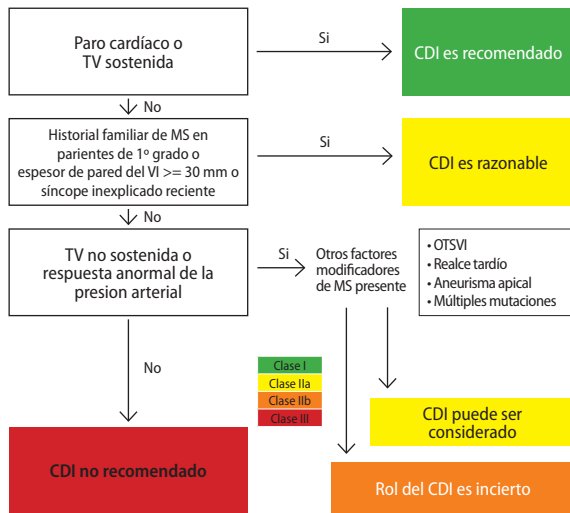 Paro cardíaco o
TV sostenida
Si
CDI es recomendado
No
Historial familiar de MS en
parientes de 1º grado o
espesor de pared del VI >= 30 mm o
síncope inexplicado reciente
Si
CDI es razonable
No
TV no sostenida o
respuesta anormal de la
presion arterial
Si
Otros factores
modificadores
de MS presente
• OTSVI
• Realce tardío
• Aneurisma apical
• Múltiples mutaciones
No
Clase I
Clase IIa
Clase IIb
Clase III
CDI puede ser
considerado
CDI no recomendado
Rol del CDI es incierto